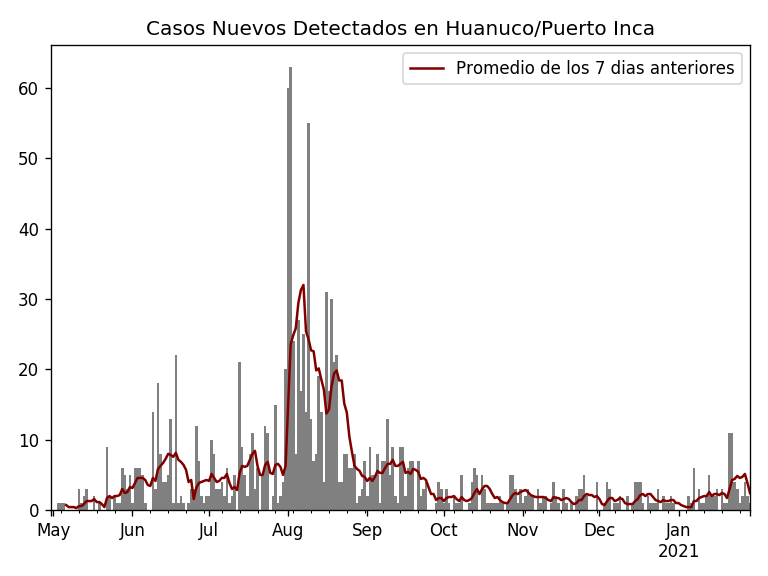 Casos Nuevos Detectados en Huanuco/Puerto Inca
Promedio de los 7 dias anteriores
60
50
40
30
20
10
0
May Jun Jul Aug Sep Oct Nov Dec Jan
2021